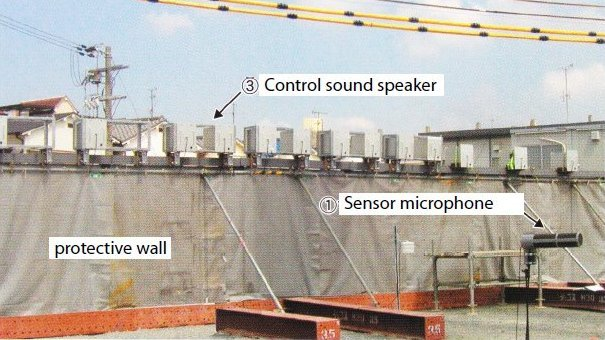 ③ Control sound speaker
① Sensor microphone
protective wall
35
35